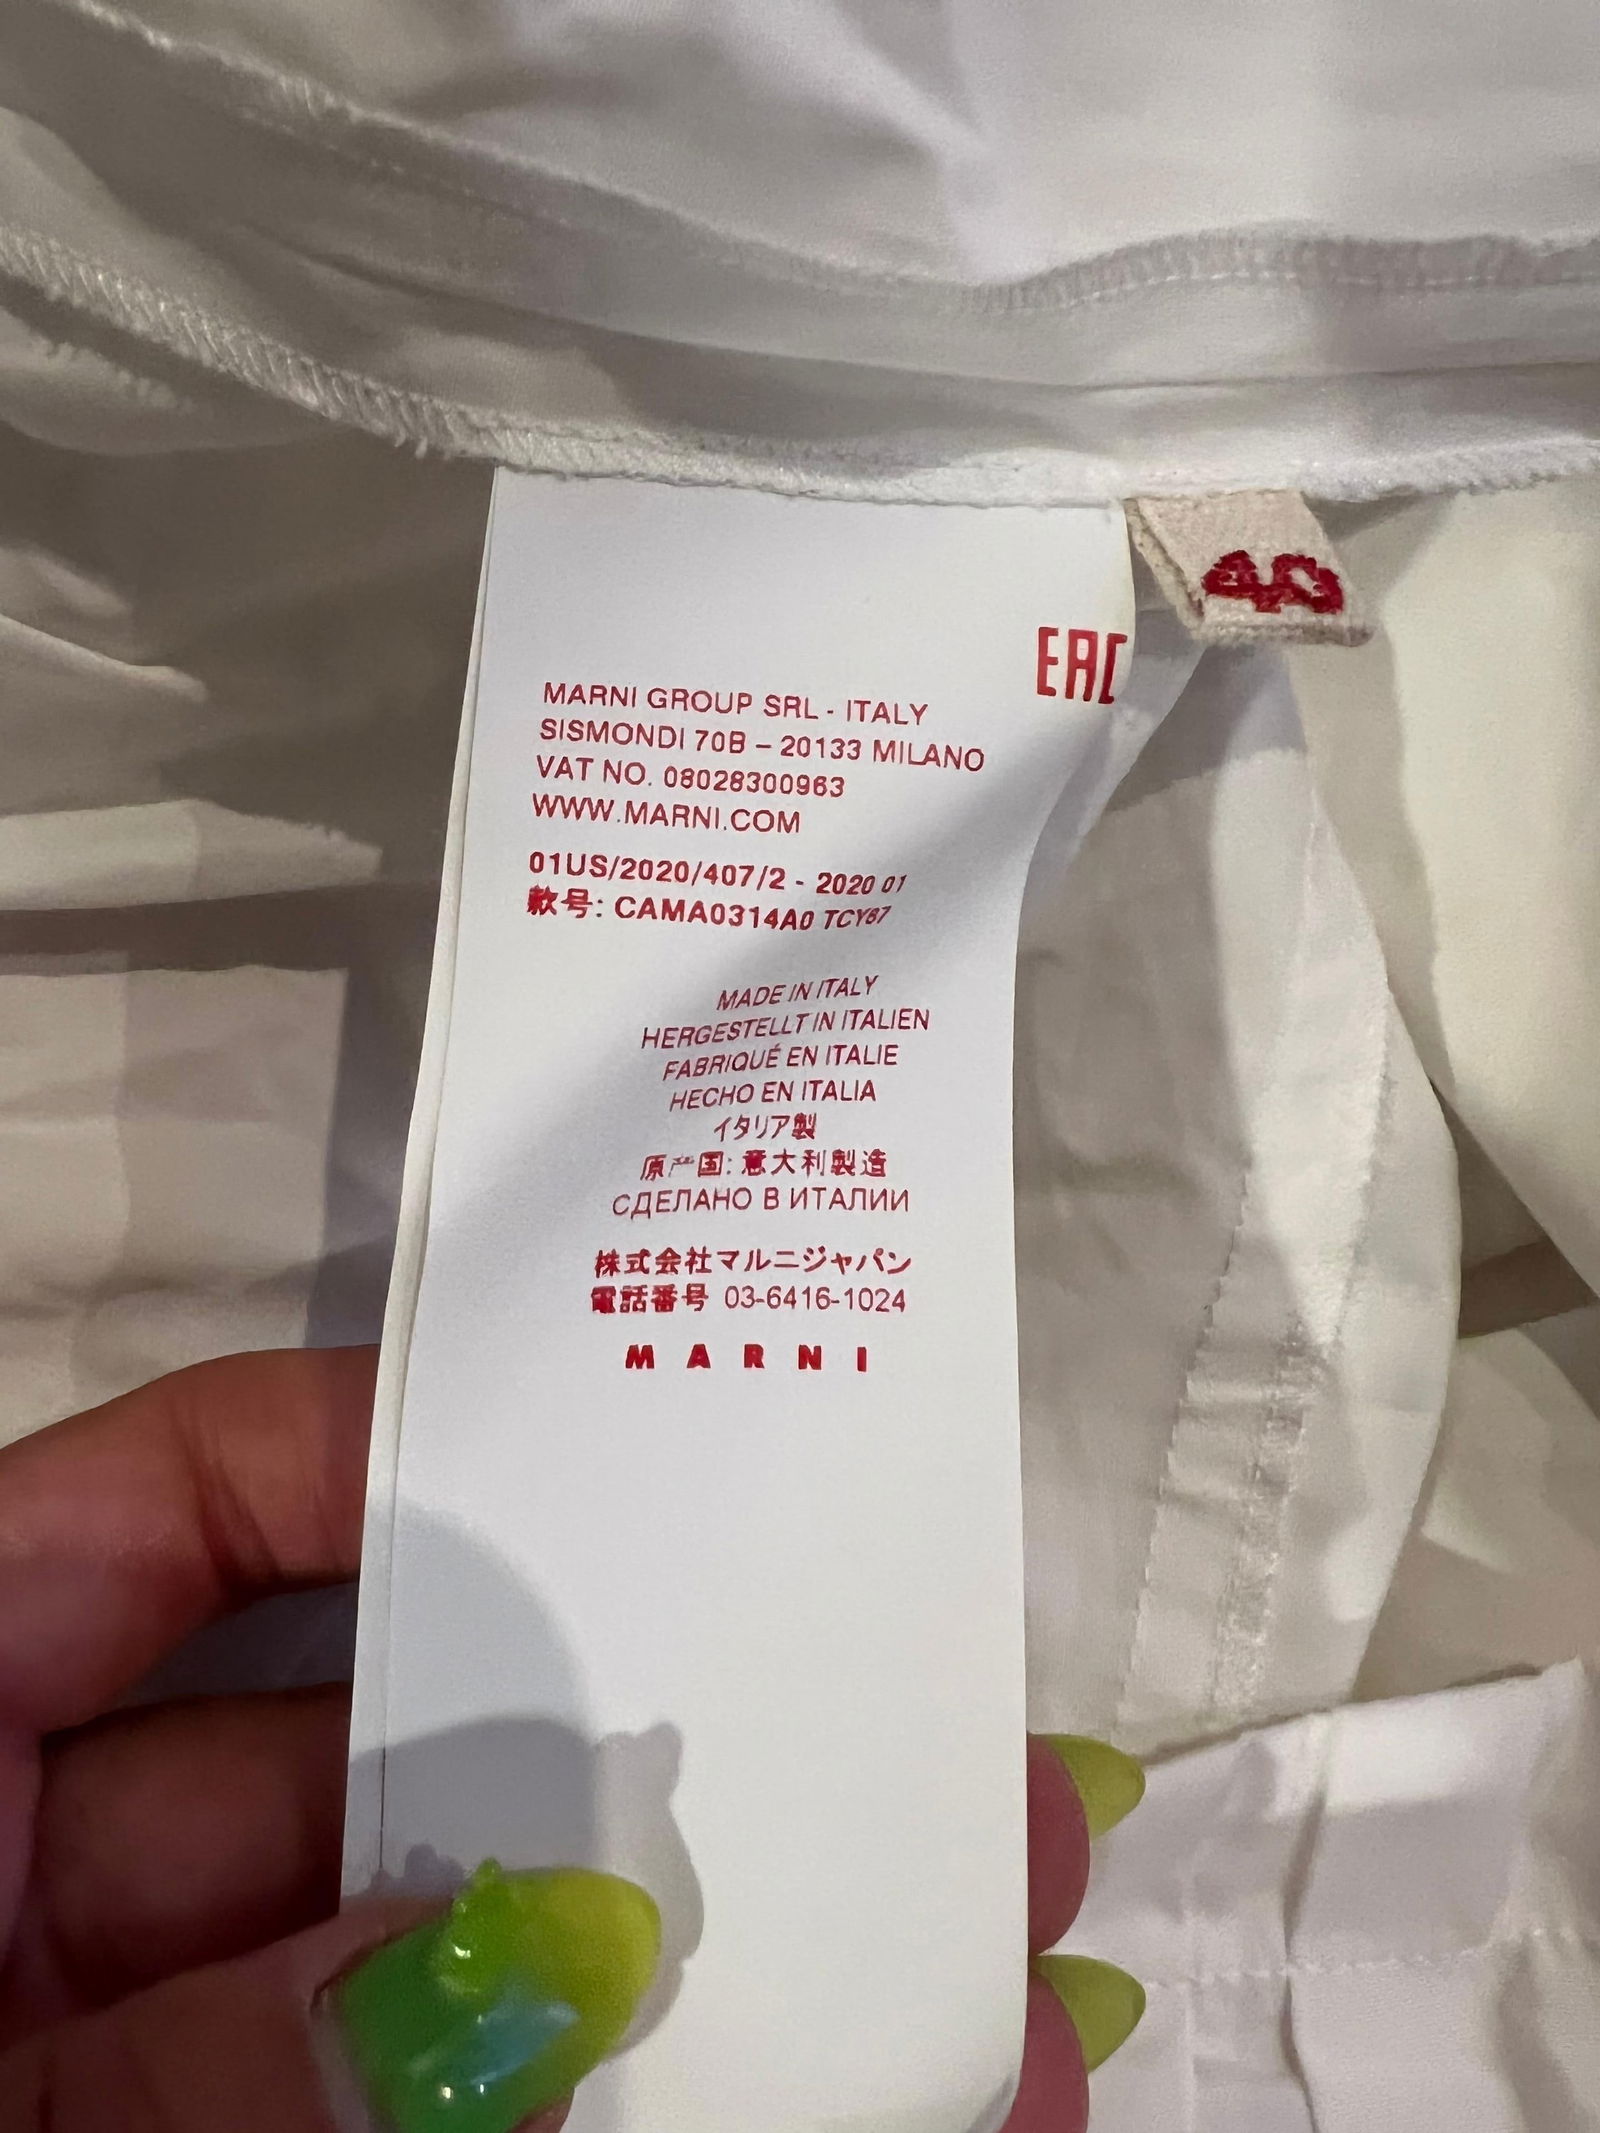 40
EAC
MARNI GROUP SRL - ITALY
SISMONDI 70B – 20133 MILANO
VAT NO. 08028300963
WWW.MARNI.COM
01US/2020/407/2 - 2020 01
款号: CAMA0314A0 TCY67
MADE IN ITALY
HERGESTELLT IN ITALIEN
FABRIQUÉ EN ITALIE
HECHO EN ITALIA
イタリア製
原产国: 意大利製造
СДЕЛАНО В ИТАЛИИ
株式会社マルニジャパン
電話番号 03-6416-1024
MARNI